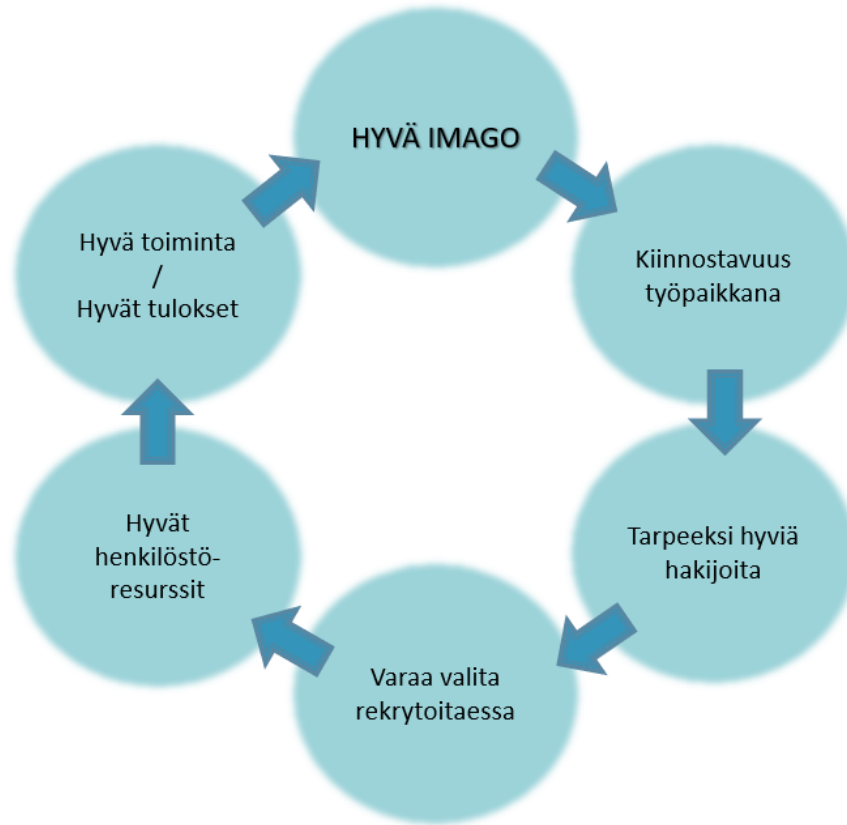 HYVÄ IMAGO
Kiinnostavuus
työpaikkana
Tarpeeksi hyviä
hakijoita
Varaa valita
rekrytoitaessa
Hyvät
henkilöstö-
resurssit
Hyvä toiminta
/
Hyvät tulokset